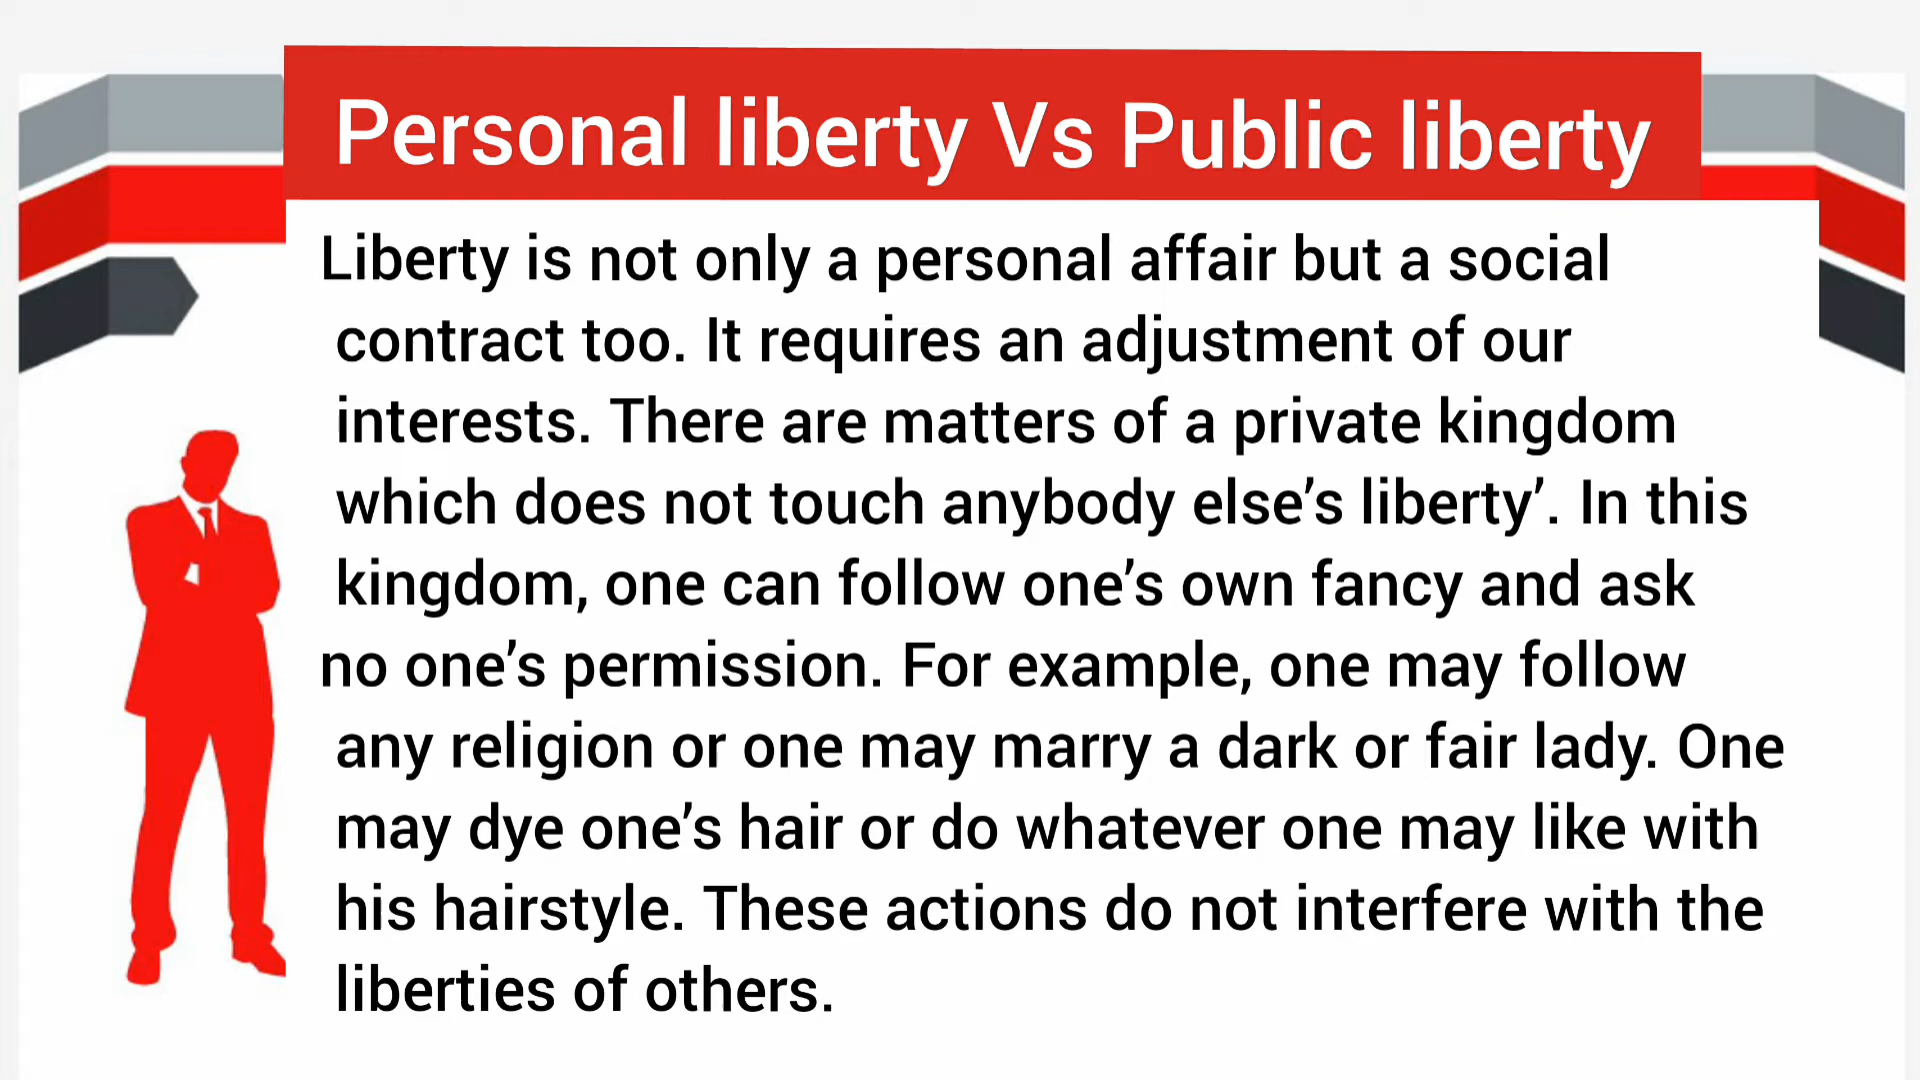 Personal liberty Vs Public liberty
Liberty is not only a personal affair but a social
contract too. It requires an adjustment of our
interests. There are matters of a private kingdom
which does not touch anybody else’s liberty’. In this
kingdom, one can follow one’s own fancy and ask
no one’s permission. For example, one may follow
any religion or one may marry a dark or fair lady. One
may dye one’s hair or do whatever one may like with
his hairstyle. These actions do not interfere with the
liberties of others.